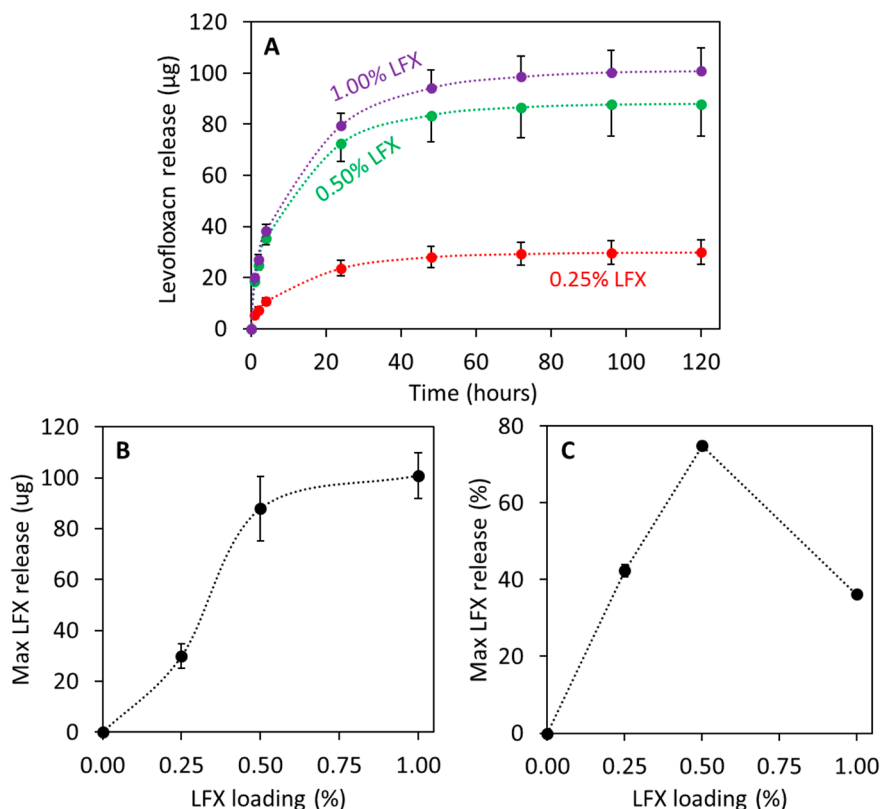 A
Levofloxacn release (µg)
120
100
80
60
40
20
0
1.00% LFX
0.50% LFX
0.25% LFX
0 20 40 60 80 100 120
Time (hours)
B
Max LFX release (ug)
120
100
80
60
40
20
0
0.00 0.25 0.50 0.75 1.00
LFX loading (%)
C
Max LFX release (%)
80
60
40
20
0
0.00 0.25 0.50 0.75 1.00
LFX loading (%)